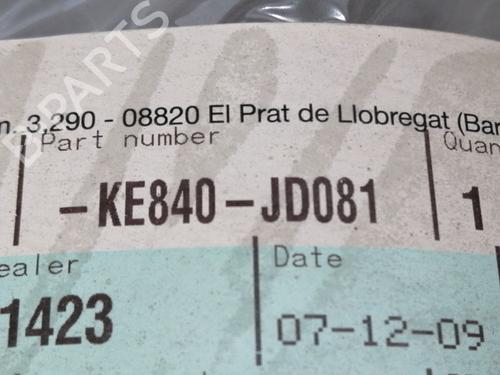 n. 3,290 - 08820 El Prat de Llobregat (Bar
Part number
Quan
-KE840-JD081
1
ealer
Date
1423
07-12-09
B-PARTS